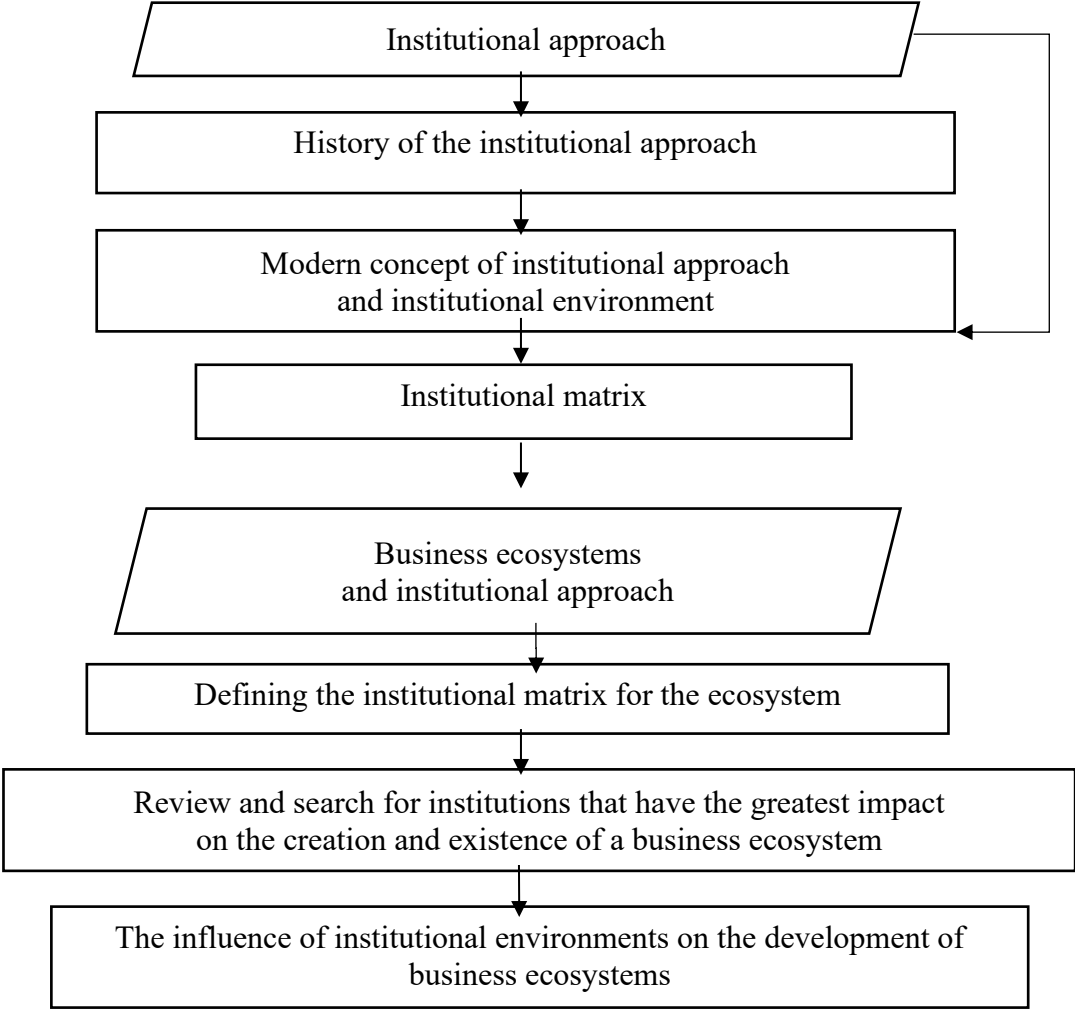 Institutional approach
History of the institutional approach
Modern concept of institutional approach
and institutional environment
Institutional matrix
Business ecosystems
and institutional approach
Defining the institutional matrix for the ecosystem
Review and search for institutions that have the greatest impact
on the creation and existence of a business ecosystem
The influence of institutional environments on the development of
business ecosystems